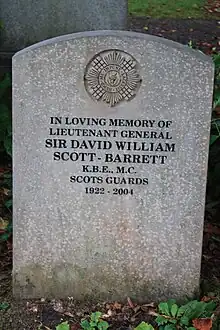 IN LOVING MEMORY OF
LIEUTENANT GENERAL
SIR DAVID WILLIAM
SCOTT-BARRETT
K.B.E., M.C.
SCOTS GUARDS
1922 - 2004